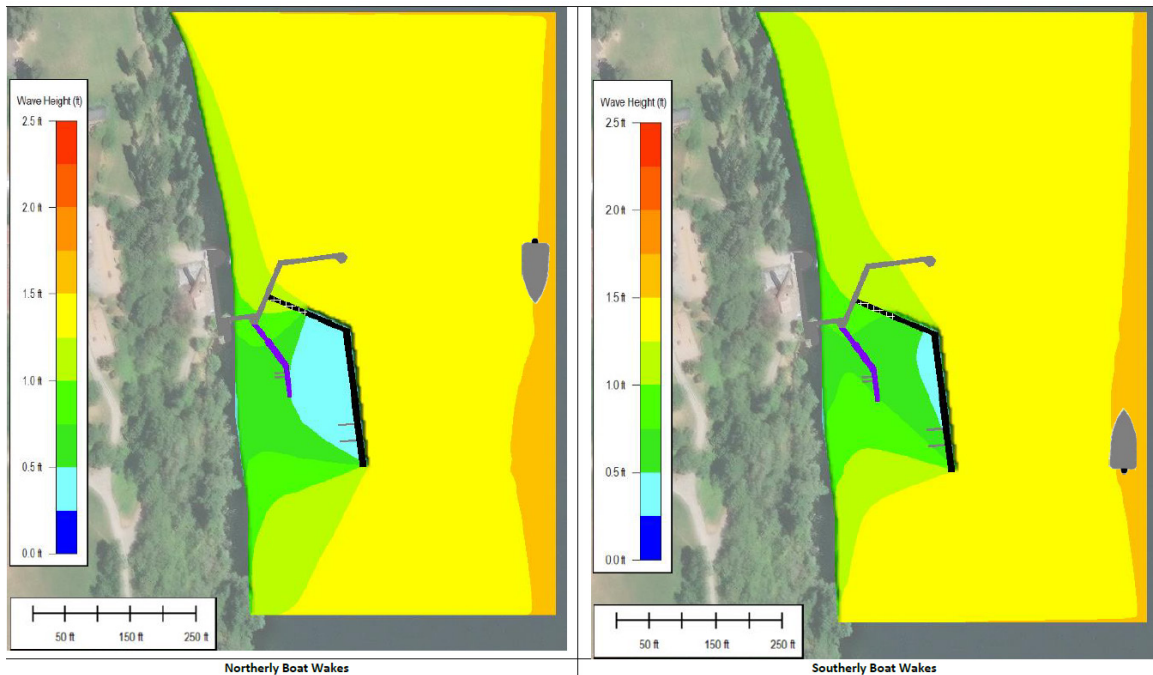 Wave Height (ft)
2.5 ft
2.0 ft
1.5 ft
1.0 ft
0.5 ft
0.0 ft
50 ft 150 ft 250 ft
Northerly Boat Wakes
Wave Height (ft)
2.5 ft
2.0 ft
1.5 ft
1.0 ft
0.5 ft
0.0 ft
50 ft 150 ft 250 ft
Southerly Boat Wakes